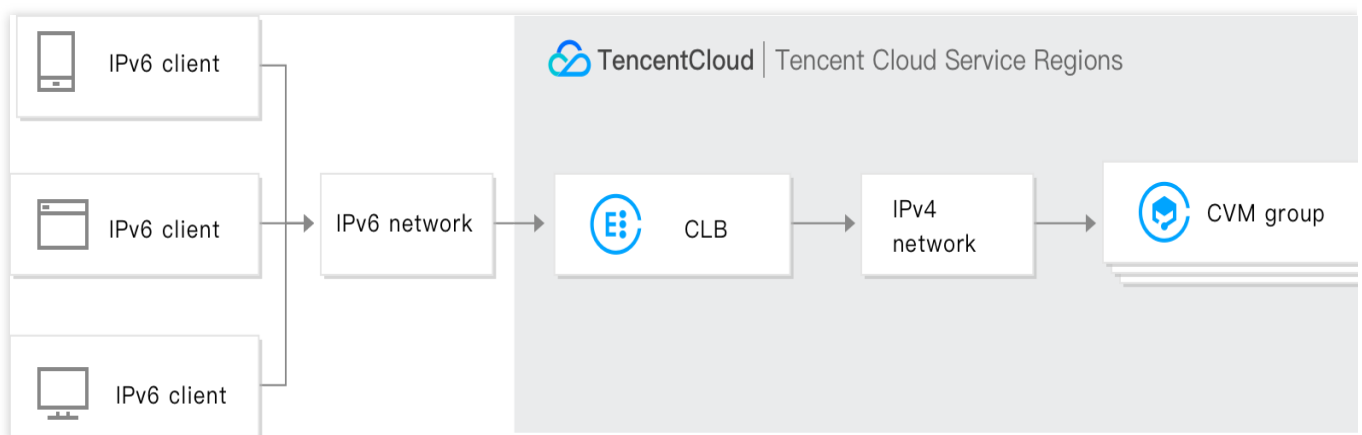 IPv6 client
TencentCloud | Tencent Cloud Service Regions
IPv6 client
IPv6 network
CLB
IPv4
network
CVM group
IPv6 client